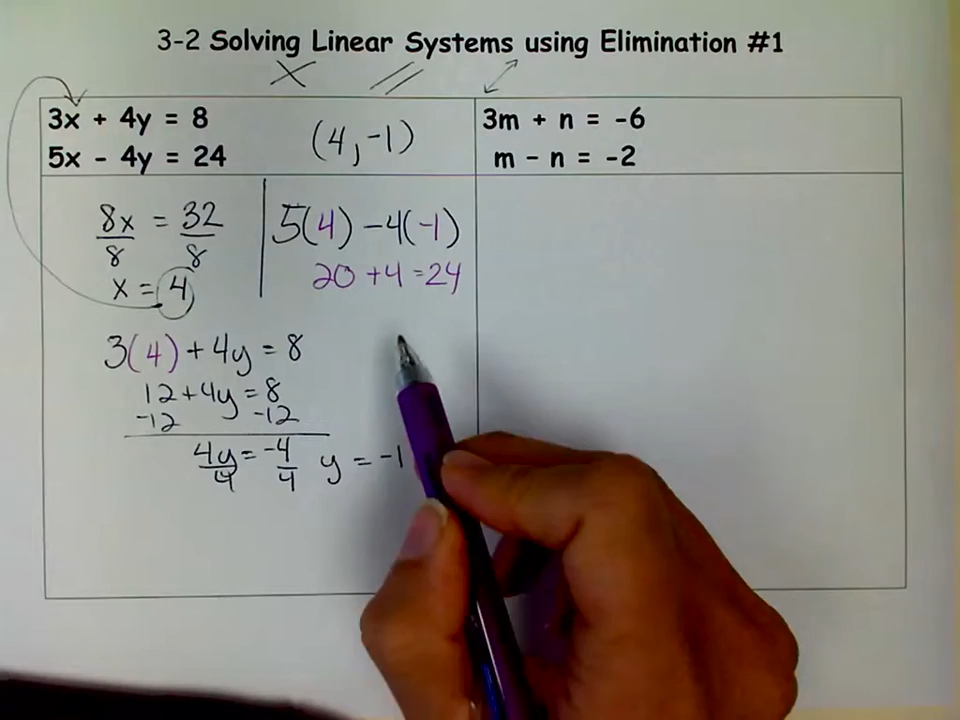 3-2 Solving Linear Systems using Elimination #1
3x + 4y = 8
5x - 4y = 24
(4, -1)
3m + n = -6
m - n = -2
8x = 32
8 8
x = 4
5(4) -4(-1)
20 +4 =24
3(4) + 4y = 8
12+4y = 8
-12 -12
4y = -4
4 4
y = -1